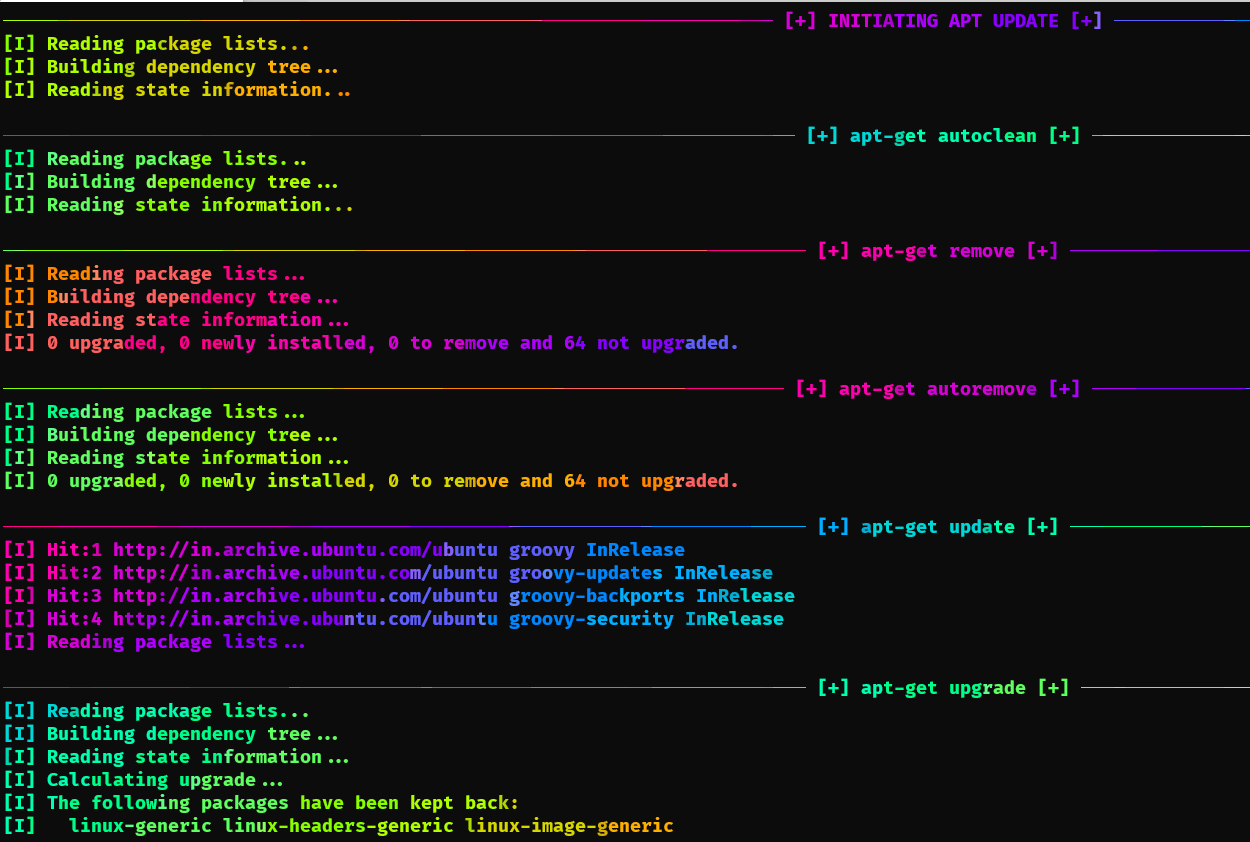 [+] INITIATING APT UPDATE [+]
[I] Reading package lists...
[I] Building dependency tree...
[I] Reading state information...
[+] apt-get autoclean [+]
[I] Reading package lists...
[I] Building dependency tree...
[I] Reading state information...
[+] apt-get remove [+]
[I] Reading package lists...
[I] Building dependency tree...
[I] Reading state information...
[I] 0 upgraded, 0 newly installed, 0 to remove and 64 not upgraded.
[+] apt-get autoremove [+]
[I] Reading package lists...
[I] Building dependency tree...
[I] Reading state information...
[I] 0 upgraded, 0 newly installed, 0 to remove and 64 not upgraded.
[+] apt-get update [+]
[I] Hit:1 http://in.archive.ubuntu.com/ubuntu groovy InRelease
[I] Hit:2 http://in.archive.ubuntu.com/ubuntu groovy-updates InRelease
[I] Hit:3 http://in.archive.ubuntu.com/ubuntu groovy-backports InRelease
[I] Hit:4 http://in.archive.ubuntu.com/ubuntu groovy-security InRelease
[I] Reading package lists...
[+] apt-get upgrade [+]
[I] Reading package lists...
[I] Building dependency tree...
[I] Reading state information...
[I] Calculating upgrade...
[I] The following packages have been kept back:
[I]   linux-generic linux-headers-generic linux-image-generic